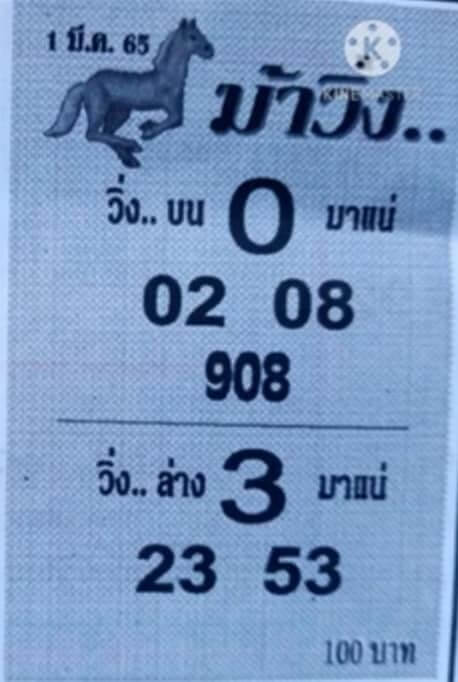 1 มี.ค. 65
KINEMASTER
ม้าวิ่ง..
วิ่ง.. บน 0 มาแน่
02 08
908
วิ่ง.. ล่าง 3 มาแน่
23 53
100 บาท